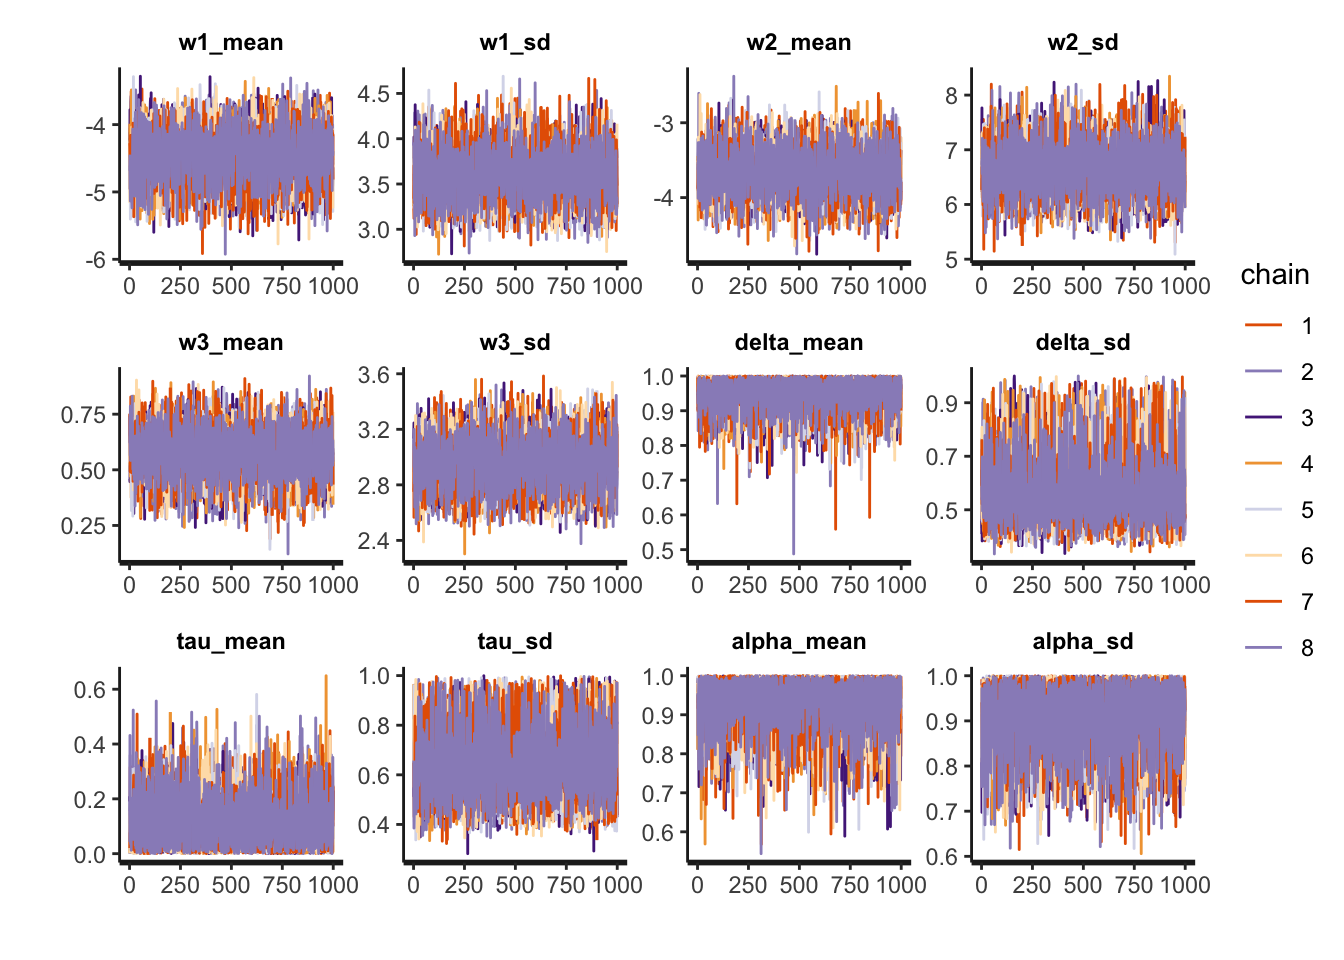 w1_mean w1_sd w2_mean w2_sd
-4 -5 -6
4.5 4.0 3.5 3.0
-3 -4
8 7 6 5
0 250 500 750 1000 0 250 500 750 1000 0 250 500 750 1000 0 250 500 750 1000
w3_mean w3_sd delta_mean delta_sd
0.75 0.50 0.25
3.6 3.2 2.8 2.4
1.0 0.9 0.8 0.7 0.6 0.5
0.9 0.7 0.5
0 250 500 750 1000 0 250 500 750 1000 0 250 500 750 1000 0 250 500 750 1000
tau_mean tau_sd alpha_mean alpha_sd
0.6 0.4 0.2 0.0
1.0 0.8 0.6 0.4
1.0 0.9 0.8 0.7 0.6
1.0 0.9 0.8 0.7 0.6
0 250 500 750 1000 0 250 500 750 1000 0 250 500 750 1000 0 250 500 750 1000
chain
1
2
3
4
5
6
7
8